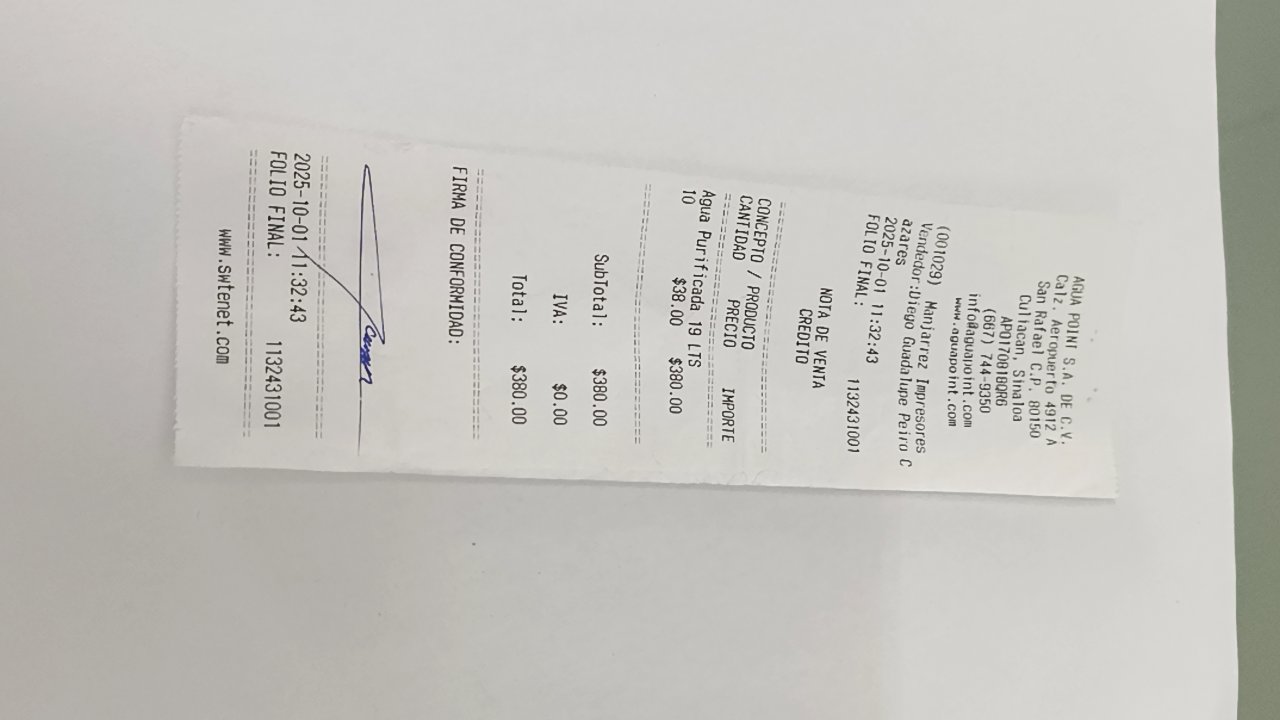 AGUA POINT S.A. DE C.V.
Calz. Aeropuerto 4912 A
San Rafael C.P. 80150
Culiacan, Sinaloa
APO170818QR6
(667) 744-9350
info@aguapoint.com
www.aguapoint.com
(001029) Manjarrez Impresores
Vendedor:Diego Guadalupe Peiro C
azares
2025-10-01 11:32:43
FOLIO FINAL: 1132431001
NOTA DE VENTA
CREDITO
CONCEPTO / PRODUCTO
CANTIDAD PRECIO IMPORTE
Agua Purificada 19 LTS
10 $38.00 $380.00
SubTotal: $380.00
IVA: $0.00
Total: $380.00
FIRMA DE CONFORMIDAD:
2025-10-01 11:32:43
FOLIO FINAL: 1132431001
www.swtenet.com